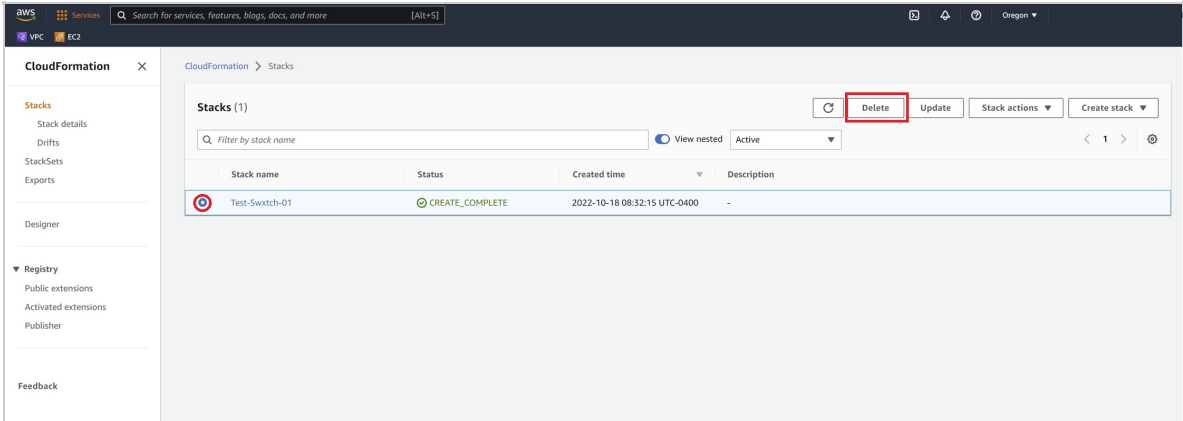 aws Services Search for services, features, blogs, docs, and more [Alt+S] Oregon ▼
VPC EC2
CloudFormation
CloudFormation > Stacks
Stacks
Stack details
Drifts
StackSets
Exports
Designer
▼ Registry
Public extensions
Activated extensions
Publisher
Feedback
Stacks (1) Delete Update Stack actions ▼ Create stack ▼
Filter by stack name View nested Active ▼ < 1 >
Stack name Status Created time ▼ Description
Test-Swxtch-01 CREATE_COMPLETE 2022-10-18 08:32:15 UTC-0400 -